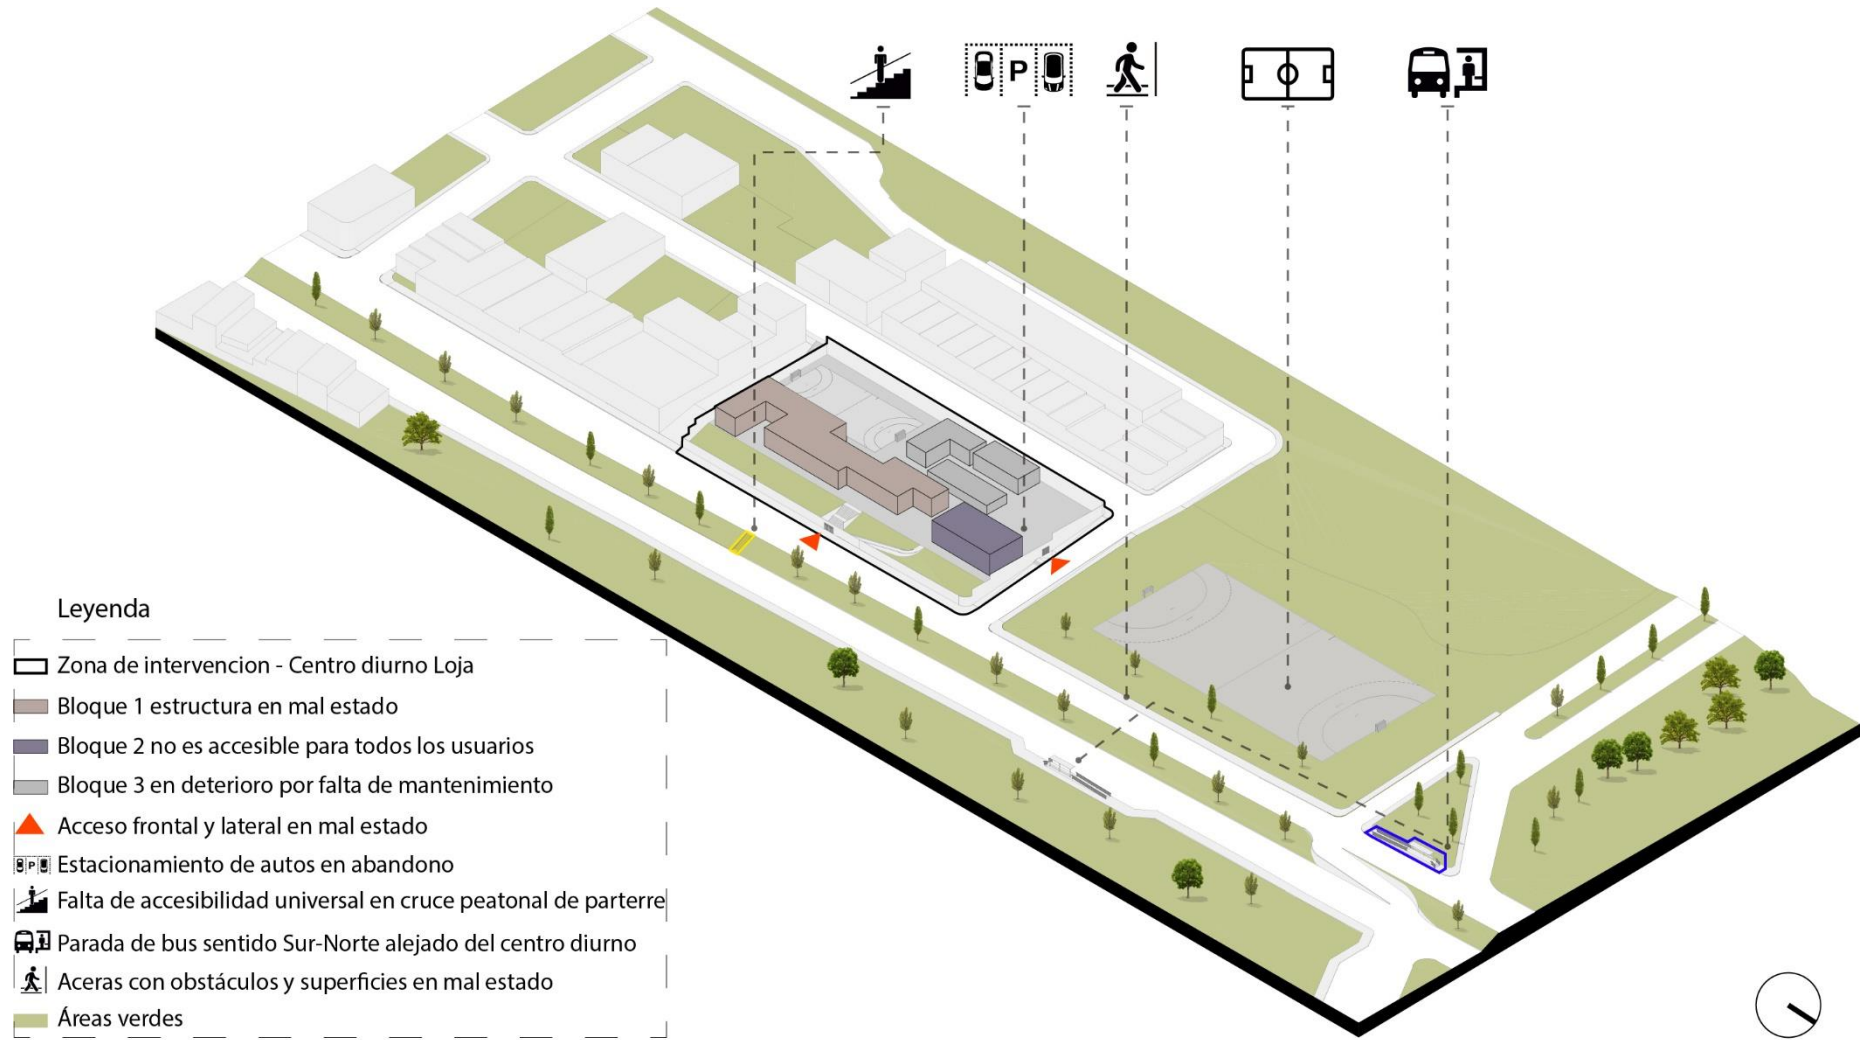 P
Leyenda
Zona de intervencion - Centro diurno Loja
Bloque 1 estructura en mal estado
Bloque 2 no es accesible para todos los usuarios
Bloque 3 en deterioro por falta de mantenimiento
Acceso frontal y lateral en mal estado
P Estacionamiento de autos en abandono
Falta de accesibilidad universal en cruce peatonal de parterre
Parada de bus sentido Sur-Norte alejado del centro diurno
Aceras con obstáculos y superficies en mal estado
Áreas verdes